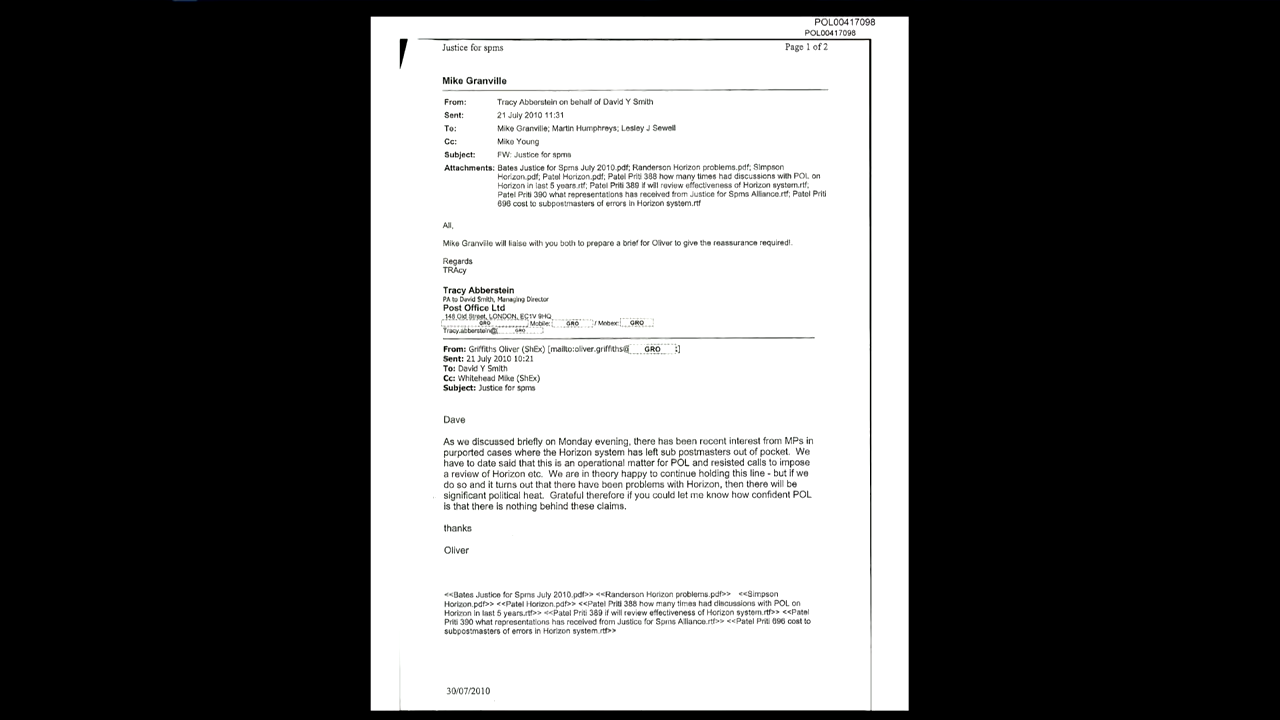 POL00417098
POL00417098
Justice for spms Page 1 of 2
Mike Granville
From: Tracy Abberstein on behalf of David Y Smith
Sent: 21 July 2010 11:31
To: Mike Granville; Martin Humphreys; Lesley J Sewell
Cc: Mike Young
Subject: FW: Justice for spms
Attachments: Bates Justice for Spms July 2010.pdf; Randerson Horizon problems.pdf; Simpson
Horizon.pdf; Patel Horizon.pdf; Patel Priti 388 how many times had discussions with POL on
Horizon in last 5 years.rtf; Patel Priti 389 if will review effectiveness of Horizon system.rtf;
Patel Priti 390 what representations has received from Justice for Spms Alliance.rtf; Patel Priti
696 cost to subpostmasters of errors in Horizon system.rtf
All,
Mike Granville will liaise with you both to prepare a brief for Oliver to give the reassurance required!.
Regards
TRAcy
Tracy Abberstein
PA to David Smith, Managing Director
Post Office Ltd
148 Old Street, LONDON, EC1V 9HQ
GRO Mobile: GRO / Mobex: GRO
Tracy.abberstein@ GRO
From: Griffiths Oliver (ShEx) [mailto:oliver.griffiths@ GRO ]
Sent: 21 July 2010 10:21
To: David Y Smith
Cc: Whitehead Mike (ShEx)
Subject: Justice for spms
Dave
As we discussed briefly on Monday evening, there has been recent interest from MPs in
purported cases where the Horizon system has left sub postmasters out of pocket. We
have to date said that this is an operational matter for POL and resisted calls to impose
a review of Horizon etc. We are in theory happy to continue holding this line - but if we
do so and it turns out that there have been problems with Horizon, then there will be
significant political heat. Grateful therefore if you could let me know how confident POL
is that there is nothing behind these claims.
thanks
Oliver
<<Bates Justice for Spms July 2010.pdf>> <<Randerson Horizon problems.pdf>> <<Simpson
Horizon.pdf>> <<Patel Horizon.pdf>> <<Patel Priti 388 how many times had discussions with POL on
Horizon in last 5 years.rtf>> <<Patel Priti 389 if will review effectiveness of Horizon system.rtf>> <<Patel
Priti 390 what representations has received from Justice for Spms Alliance.rtf>> <<Patel Priti 696 cost to
subpostmasters of errors in Horizon system.rtf>>
30/07/2010